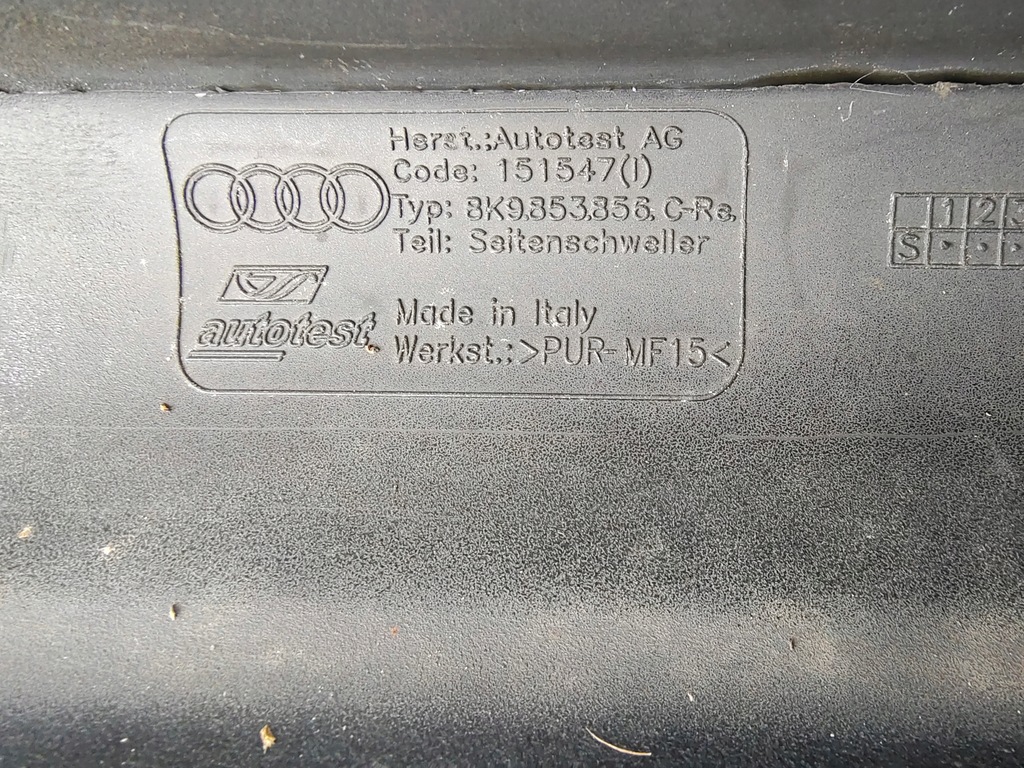 Herst.:Autotest AG
Code: 151547(I)
Typ: 8K9.853.856. C-Re.
Teil: Seitenschweller
autotest
Made in Italy
Werkst.: >PUR-MF15<
1 2 3
S